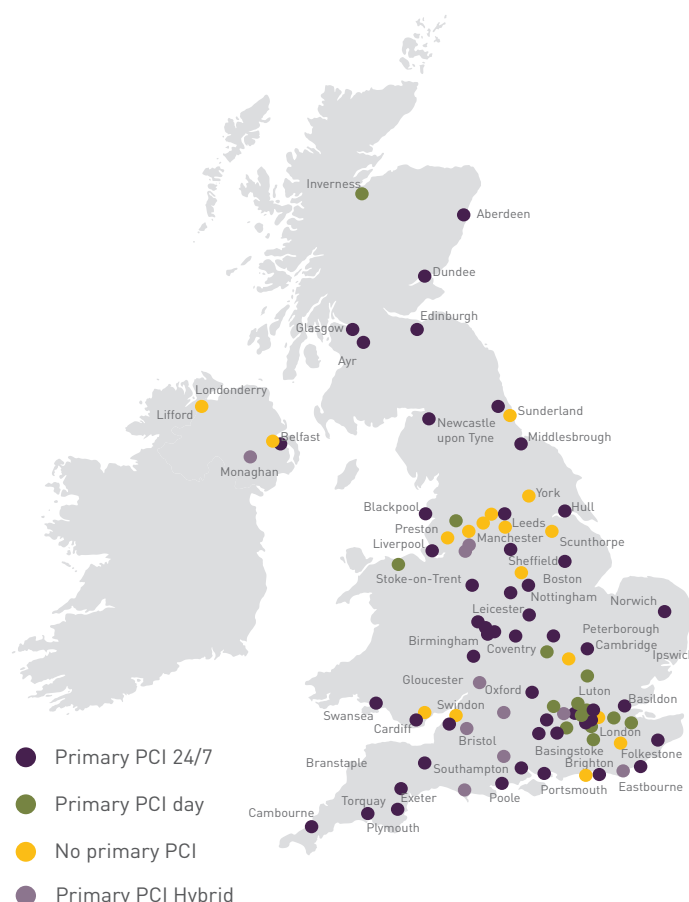 Inverness
Aberdeen
Dundee
Edinburgh
Glasgow
Ayr
Londonderry
Lifford
Belfast
Monaghan
Sunderland
Newcastle
upon Tyne
Middlesbrough
York
Blackpool
Hull
Leeds
Preston
Manchester
Scunthorpe
Liverpool
Sheffield
Stoke-on-Trent
Boston
Nottingham
Norwich
Leicester
Peterborough
Birmingham
Coventry
Cambridge
Ipswich
Gloucester
Oxford
Luton
Basildon
Swindon
Swansea
Cardiff
London
Bristol
Basingstoke
Folkestone
Branstaple
Southampton
Brighton
Eastbourne
Portsmouth
Poole
Torquay
Exeter
Cambourne
Plymouth
Primary PCI 24/7
Primary PCI day
No primary PCI
Primary PCI Hybrid